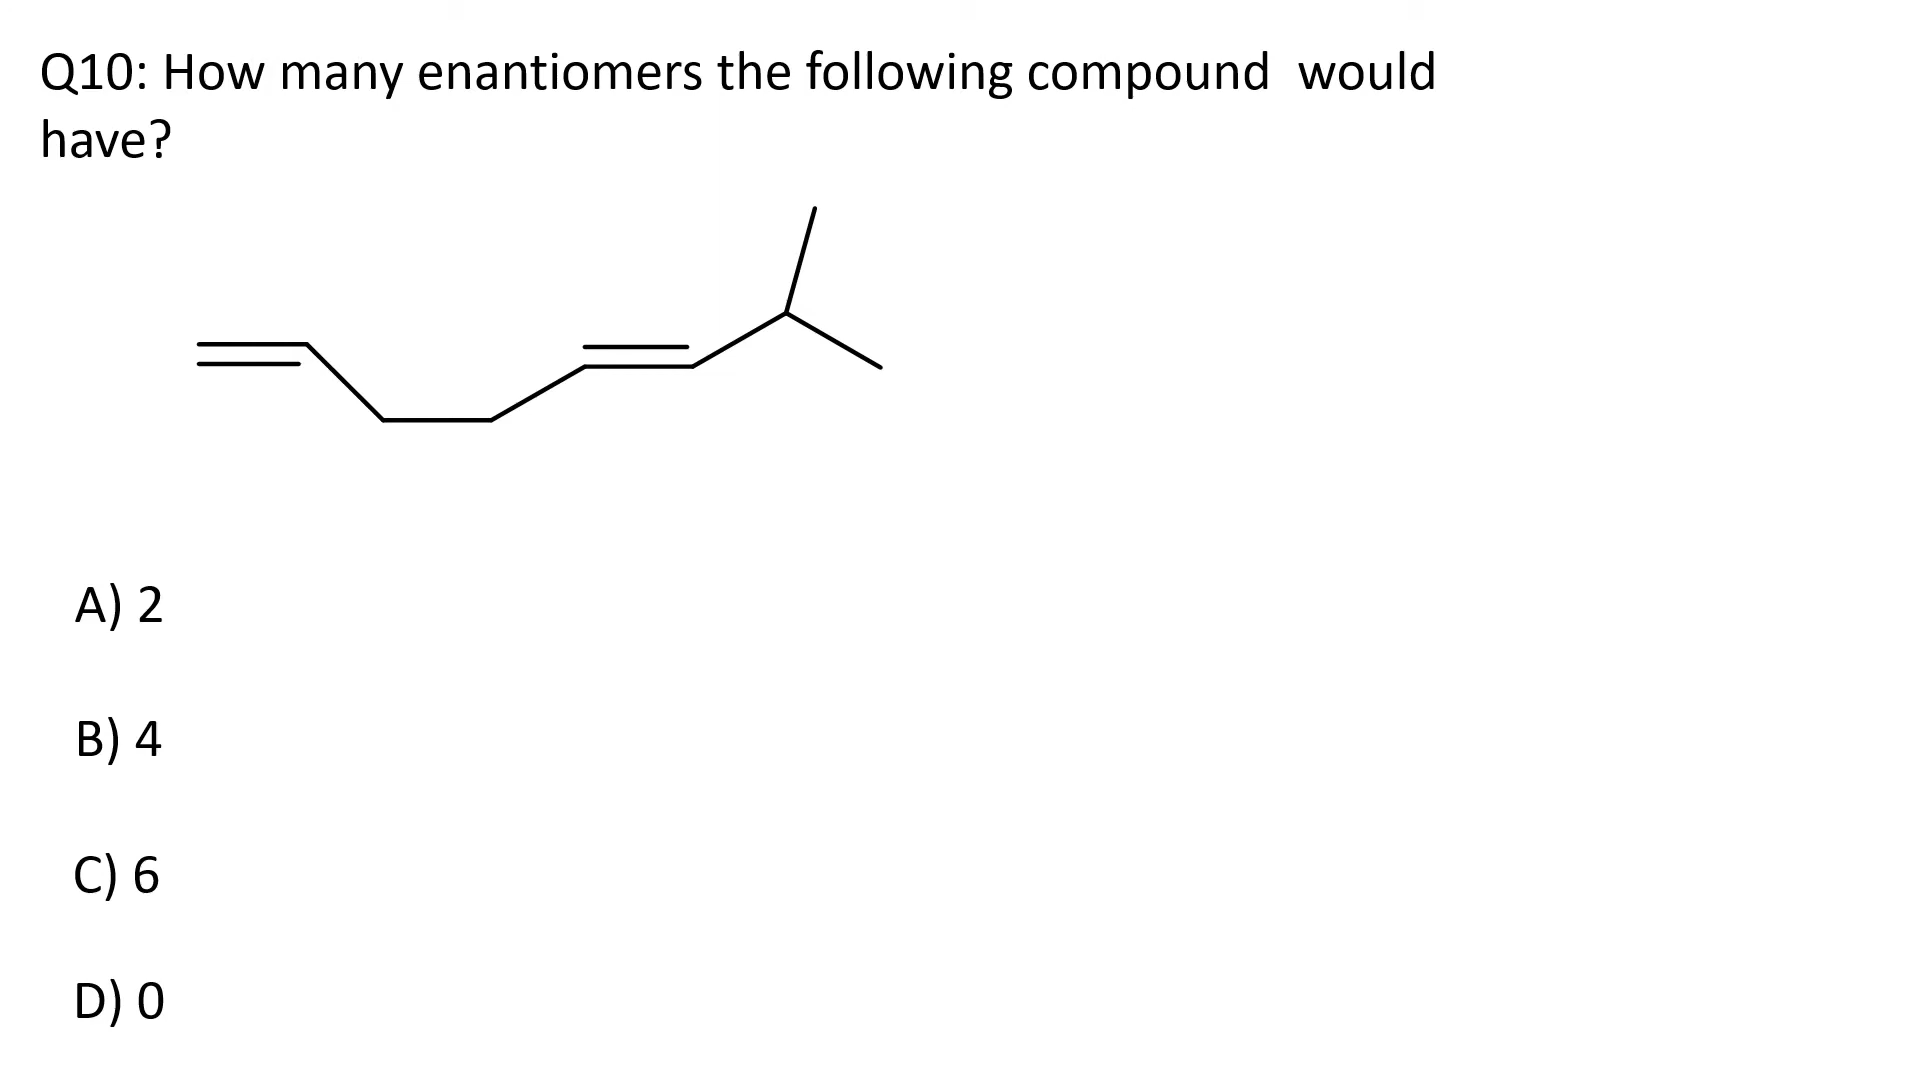 Q10: How many enantiomers the following compound  would
have?
A) 2
B) 4
C) 6
D) 0